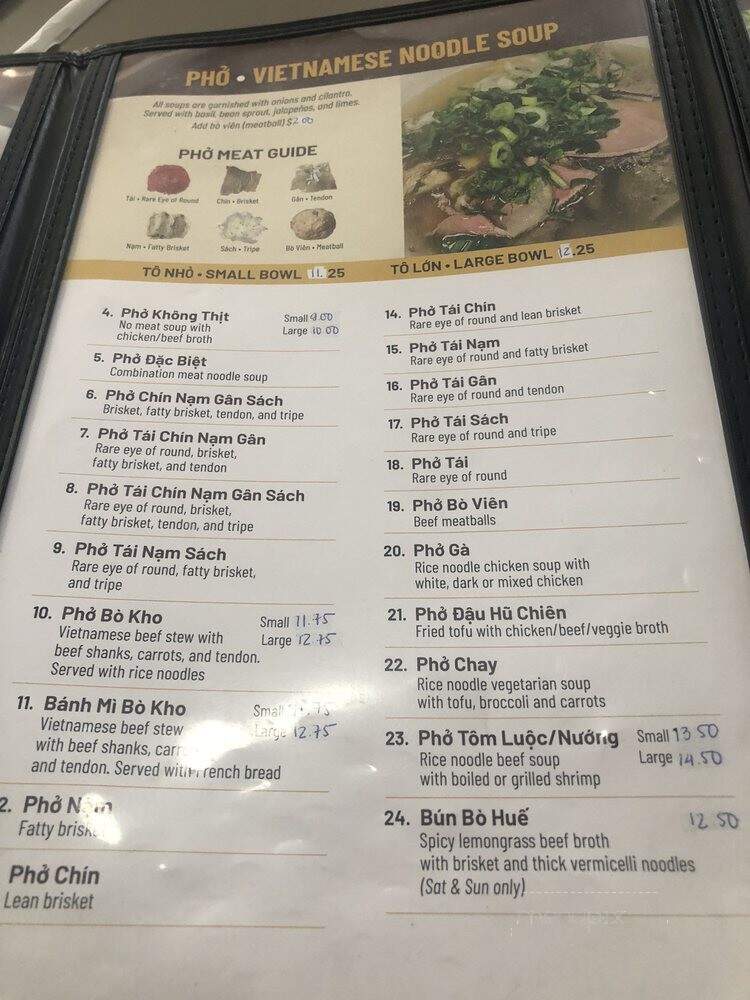 PHỞ • VIETNAMESE NOODLE SOUP
All soups are garnished with onions and cilantro.
Served with basil, bean sprout, jalapeños, and limes.
Add bò viên (meatball) $2.00
PHỞ MEAT GUIDE
Tái • Rare Eye of Round
Chín • Brisket
Gân • Tendon
Nạm • Fatty Brisket
Sách • Tripe
Bò Viên • Meatball
TÔ NHỎ • SMALL BOWL 11.25
TÔ LỚN • LARGE BOWL 12.25
4. Phở Không Thịt Small 9.00
No meat soup with Large 10.00
chicken/beef broth
5. Phở Đặc Biệt
Combination meat noodle soup
6. Phở Chín Nạm Gân Sách
Brisket, fatty brisket, tendon, and tripe
7. Phở Tái Chín Nạm Gân
Rare eye of round, brisket,
fatty brisket, and tendon
8. Phở Tái Chín Nạm Gân Sách
Rare eye of round, brisket,
fatty brisket, tendon, and tripe
9. Phở Tái Nạm Sách
Rare eye of round, fatty brisket,
and tripe
10. Phở Bò Kho Small 11.75
Vietnamese beef stew with Large 12.75
beef shanks, carrots, and tendon.
Served with rice noodles
11. Bánh Mì Bò Kho Small
Vietnamese beef stew Large 12.75
with beef shanks,
and tendon. Served with French bread
2. Phở Nạm
Fatty brisket
Phở Chín
Lean brisket
14. Phở Tái Chín
Rare eye of round and lean brisket
15. Phở Tái Nạm
Rare eye of round and fatty brisket
16. Phở Tái Gân
Rare eye of round and tendon
17. Phở Tái Sách
Rare eye of round and tripe
18. Phở Tái
Rare eye of round
19. Phở Bò Viên
Beef meatballs
20. Phở Gà
Rice noodle chicken soup with
white, dark or mixed chicken
21. Phở Đậu Hũ Chiên
Fried tofu with chicken/beef/veggie broth
22. Phở Chay
Rice noodle vegetarian soup
with tofu, broccoli and carrots
23. Phở Tôm Luộc/Nướng Small 13.50
Rice noodle beef soup Large 14.50
with boiled or grilled shrimp
24. Bún Bò Huế 12.50
Spicy lemongrass beef broth
with brisket and thick vermicelli noodles
(Sat & Sun only)